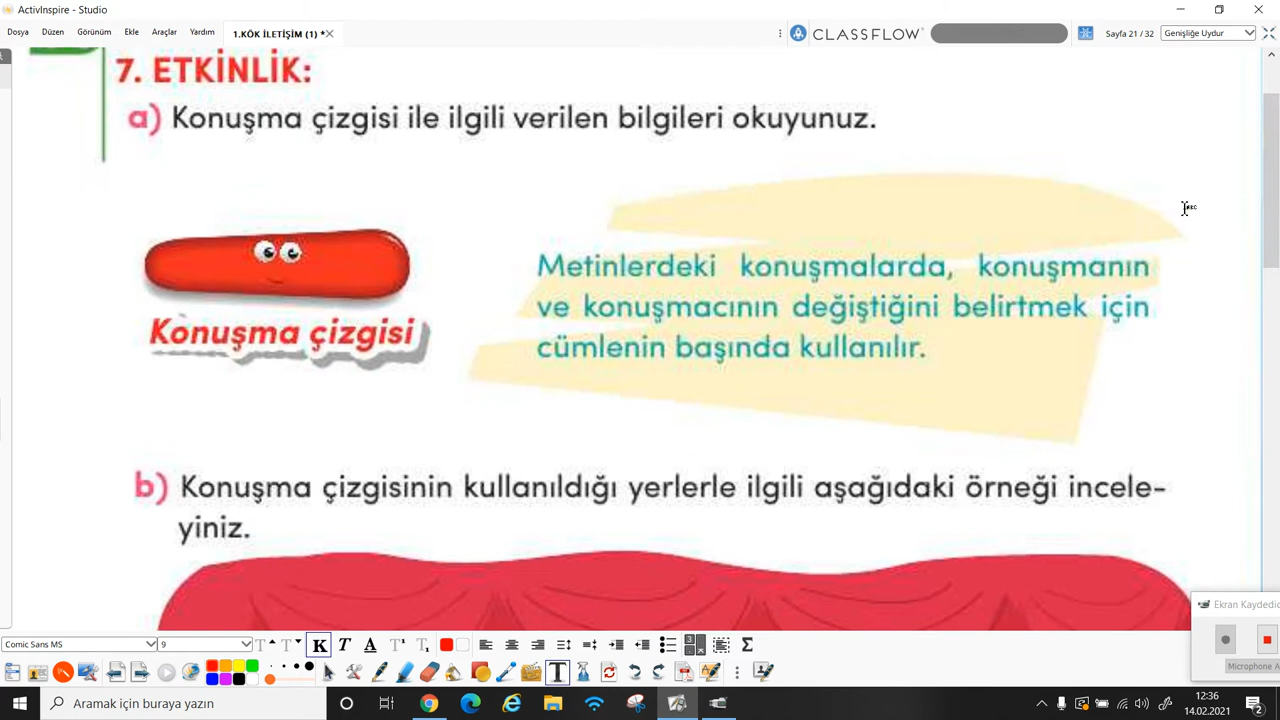 ActivInspire - Studio
Dosya Düzen Görünüm Ekle Araçlar Yardım 1.KÖK İLETİŞİM (1) * CLASSFLOW Sayfa 21 / 32 Genişliğe Uydur
7. ETKİNLİK:
a) Konuşma çizgisi ile ilgili verilen bilgileri okuyunuz.
REC
Metinlerdeki konuşmalarda, konuşmanın
ve konuşmacının değiştiğini belirtmek için
cümlenin başında kullanılır.
Konuşma çizgisi
b) Konuşma çizgisinin kullanıldığı yerlerle ilgili aşağıdaki örneği incele-
yiniz.
Ekran Kaydedic
Microphone A
Comic Sans MS 9 K T A
Aramak için buraya yazın
12:36
14.02.2021
2